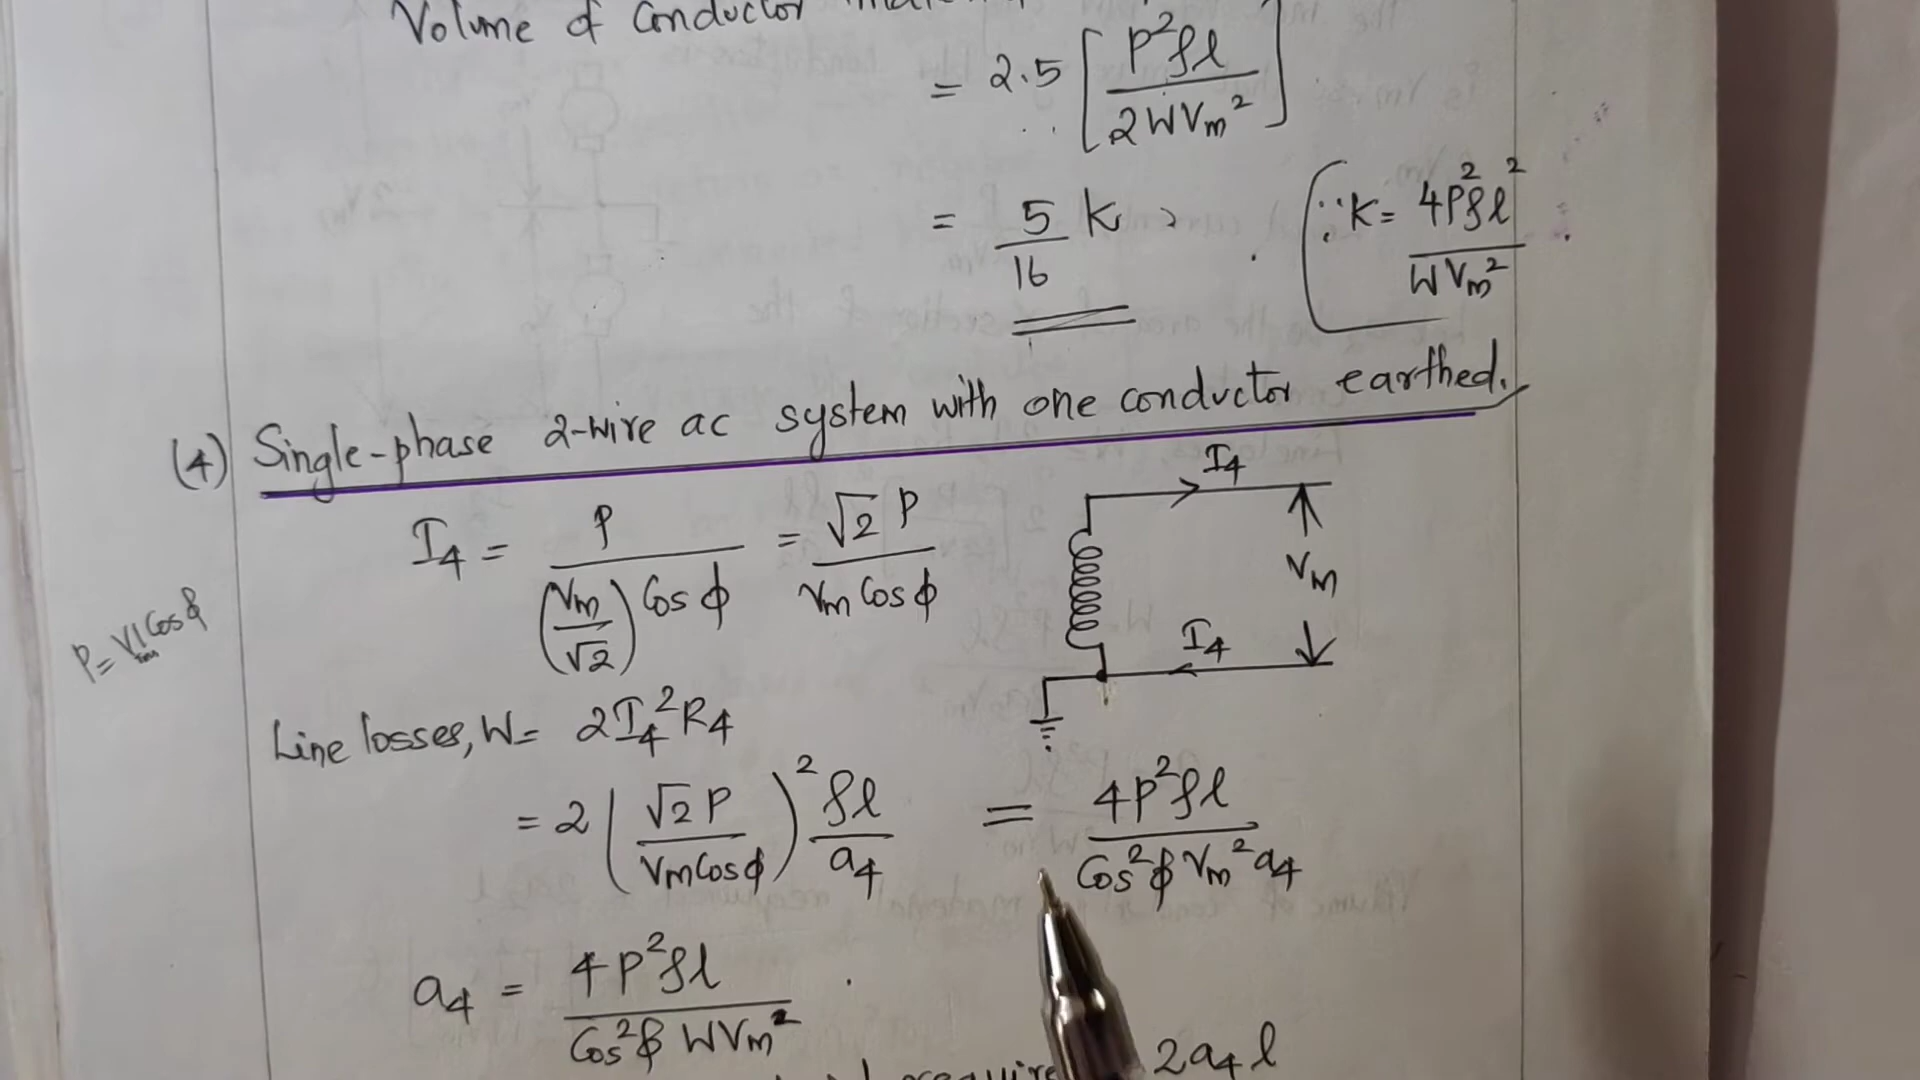 Volume of Conductor
= 2.5 [P²ρl / 2WVm²]
= 5/16 K
(∵ K = 4P²ρl² / WVm²
(4) Single-phase 2-wire ac system with one conductor earthed.
I4 = P / (Vm/√2) Cos ϕ = √2 P / Vm Cos ϕ
I4
Vm
I4
P = VI Cos ϕ
Line losses, W = 2I4²R4
= 2 (√2 P / Vm Cos ϕ)² ρl / a4 = 4P²ρl / Cos²ϕ Vm² a4
a4 = 4P²ρl / Cos²ϕ WVm²
2a4 l